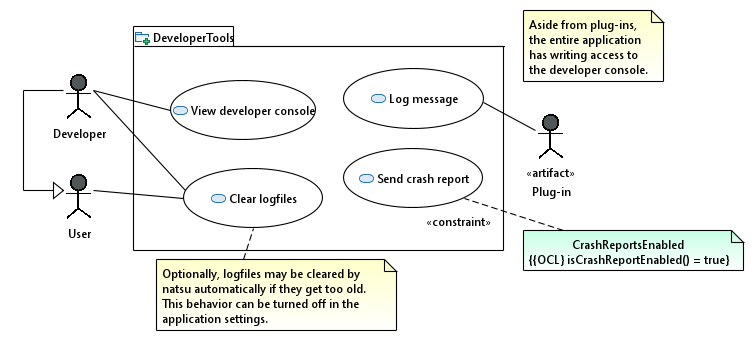 DeveloperTools
Aside from plug-ins,
the entire application
has writing access to
the developer console.
Developer
View developer console
Log message
«artifact»
Plug-in
User
Clear logfiles
Send crash report
«constraint»
CrashReportsEnabled
{{OCL} isCrashReportEnabled() = true}
Optionally, logfiles may be cleared by
natsu automatically if they get too old.
This behavior can be turned off in the
application settings.